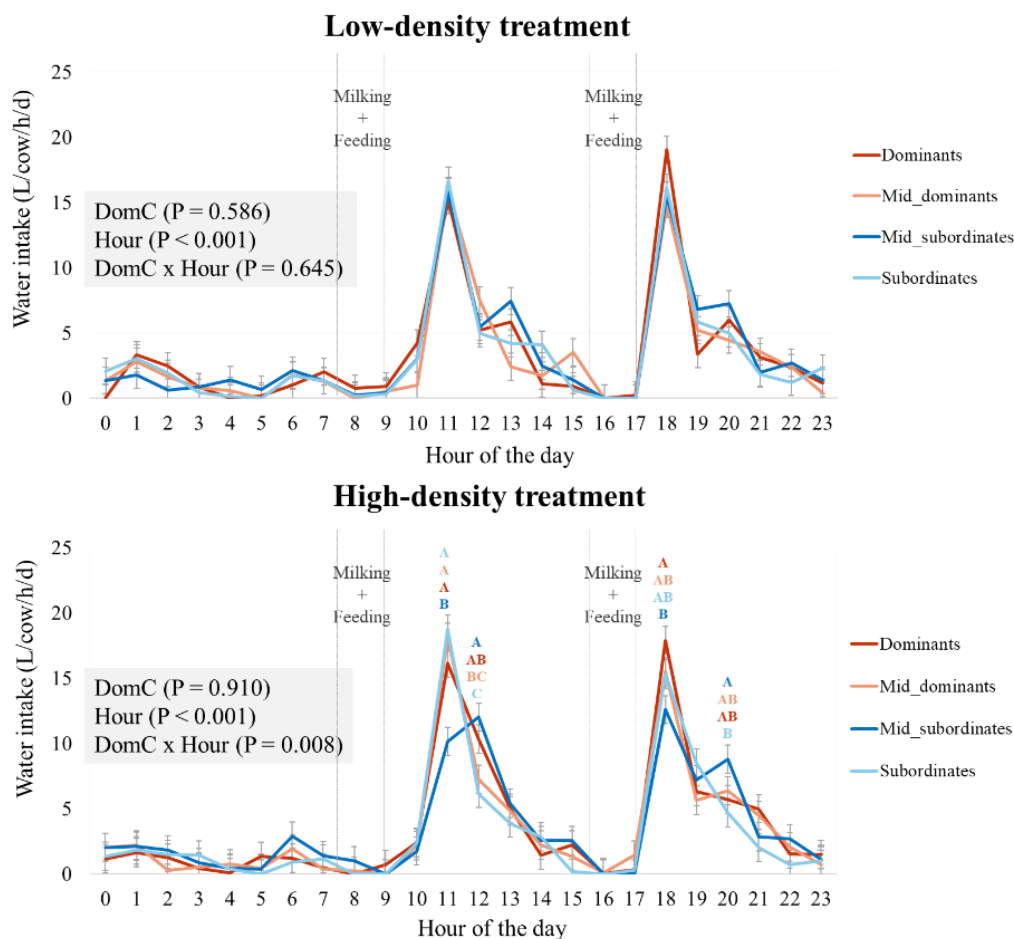 Low-density treatment
Water intake (L/cow/h/d)
25
20
15
10
5
0
Milking
+
Feeding
Milking
+
Feeding
DomC (P = 0.586)
Hour (P < 0.001)
DomC x Hour (P = 0.645)
Dominants
Mid_dominants
Mid_subordinates
Subordinates
0 1 2 3 4 5 6 7 8 9 10 11 12 13 14 15 16 17 18 19 20 21 22 23
Hour of the day
High-density treatment
Water intake (L/cow/h/d)
25
20
15
10
5
0
Milking
+
Feeding
Milking
+
Feeding
A
A
A
B
A
AB
BC
C
A
AB
AB
B
A
AB
AB
B
DomC (P = 0.910)
Hour (P < 0.001)
DomC x Hour (P = 0.008)
Dominants
Mid_dominants
Mid_subordinates
Subordinates
0 1 2 3 4 5 6 7 8 9 10 11 12 13 14 15 16 17 18 19 20 21 22 23
Hour of the day